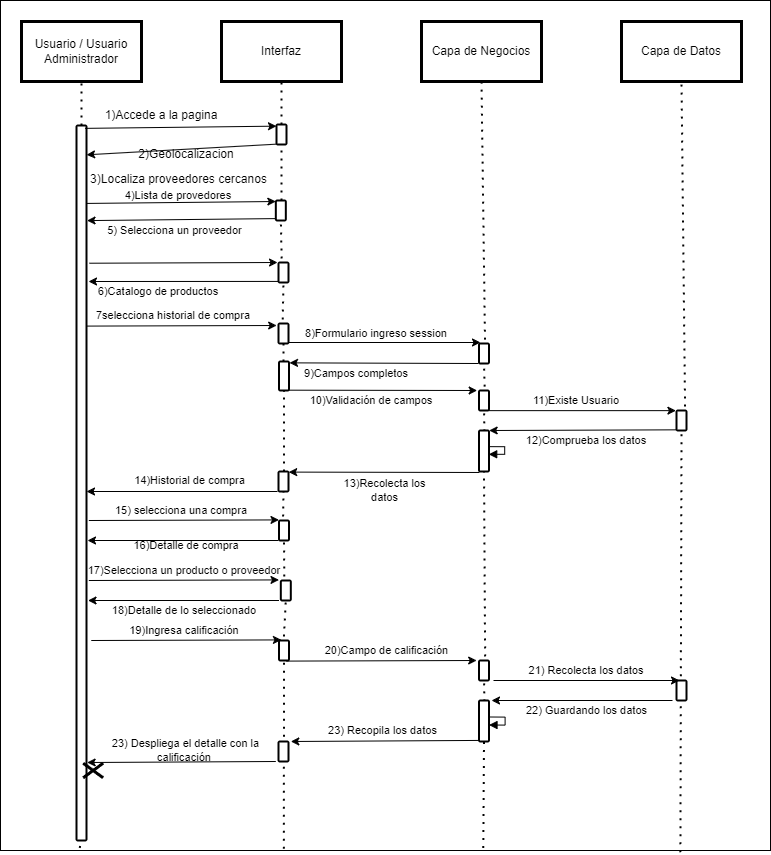 Usuario / Usuario
Administrador
Interfaz
Capa de Negocios
Capa de Datos
1)Accede a la pagina
2)Geolocalizacion
3)Localiza proveedores cercanos
4)Lista de provedores
5) Selecciona un proveedor
6)Catalogo de productos
7selecciona historial de compra
8)Formulario ingreso session
9)Campos completos
10)Validación de campos
11)Existe Usuario
12)Comprueba los datos
13)Recolecta los
datos
14)Historial de compra
15) selecciona una compra
16)Detalle de compra
17)Selecciona un producto o proveedor
18)Detalle de lo seleccionado
19)Ingresa calificación
20)Campo de calificación
21) Recolecta los datos
22) Guardando los datos
23) Recopila los datos
23) Despliega el detalle con la
calificación